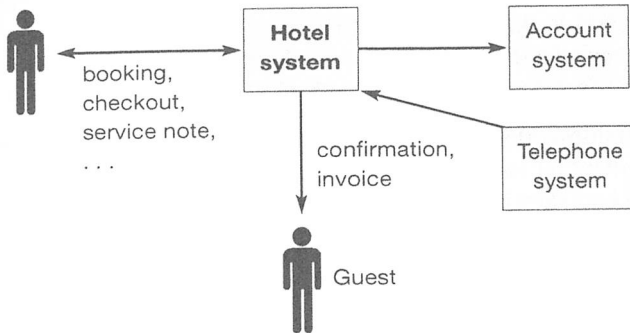 Hotel
system
Account
system
booking,
checkout,
service note,
. . .
confirmation,
invoice
Telephone
system
Guest